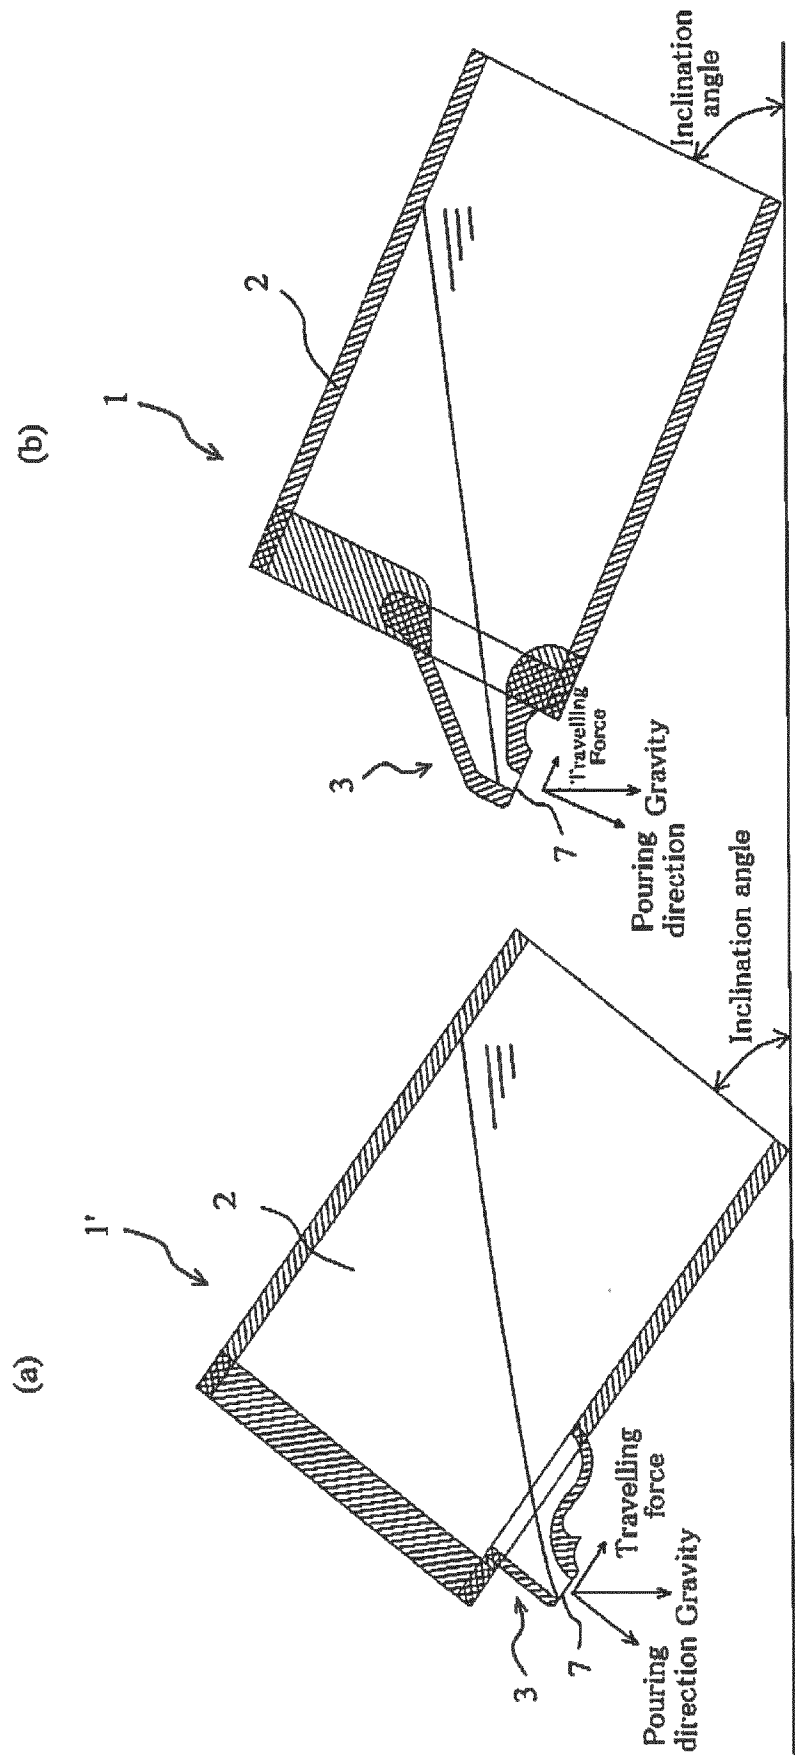 (a)
1'
2
3
7
Travelling
force
Pouring
direction
Gravity
Inclination angle
(b)
1
2
3
7
Travelling
Force
Gravity
Pouring
direction
Inclination
angle